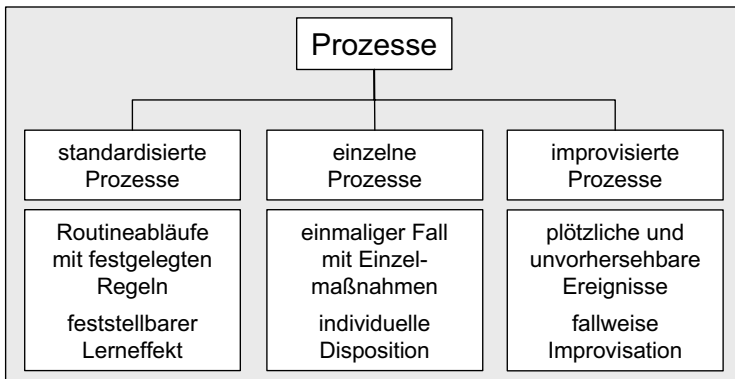 Prozesse
standardisierte
Prozesse
einzelne
Prozesse
improvisierte
Prozesse
Routineabläufe
mit festgelegten
Regeln
feststellbarer
Lerneffekt
einmaliger Fall
mit Einzel-
maßnahmen
individuelle
Disposition
plötzliche und
unvorhersehbare
Ereignisse
fallweise
Improvisation